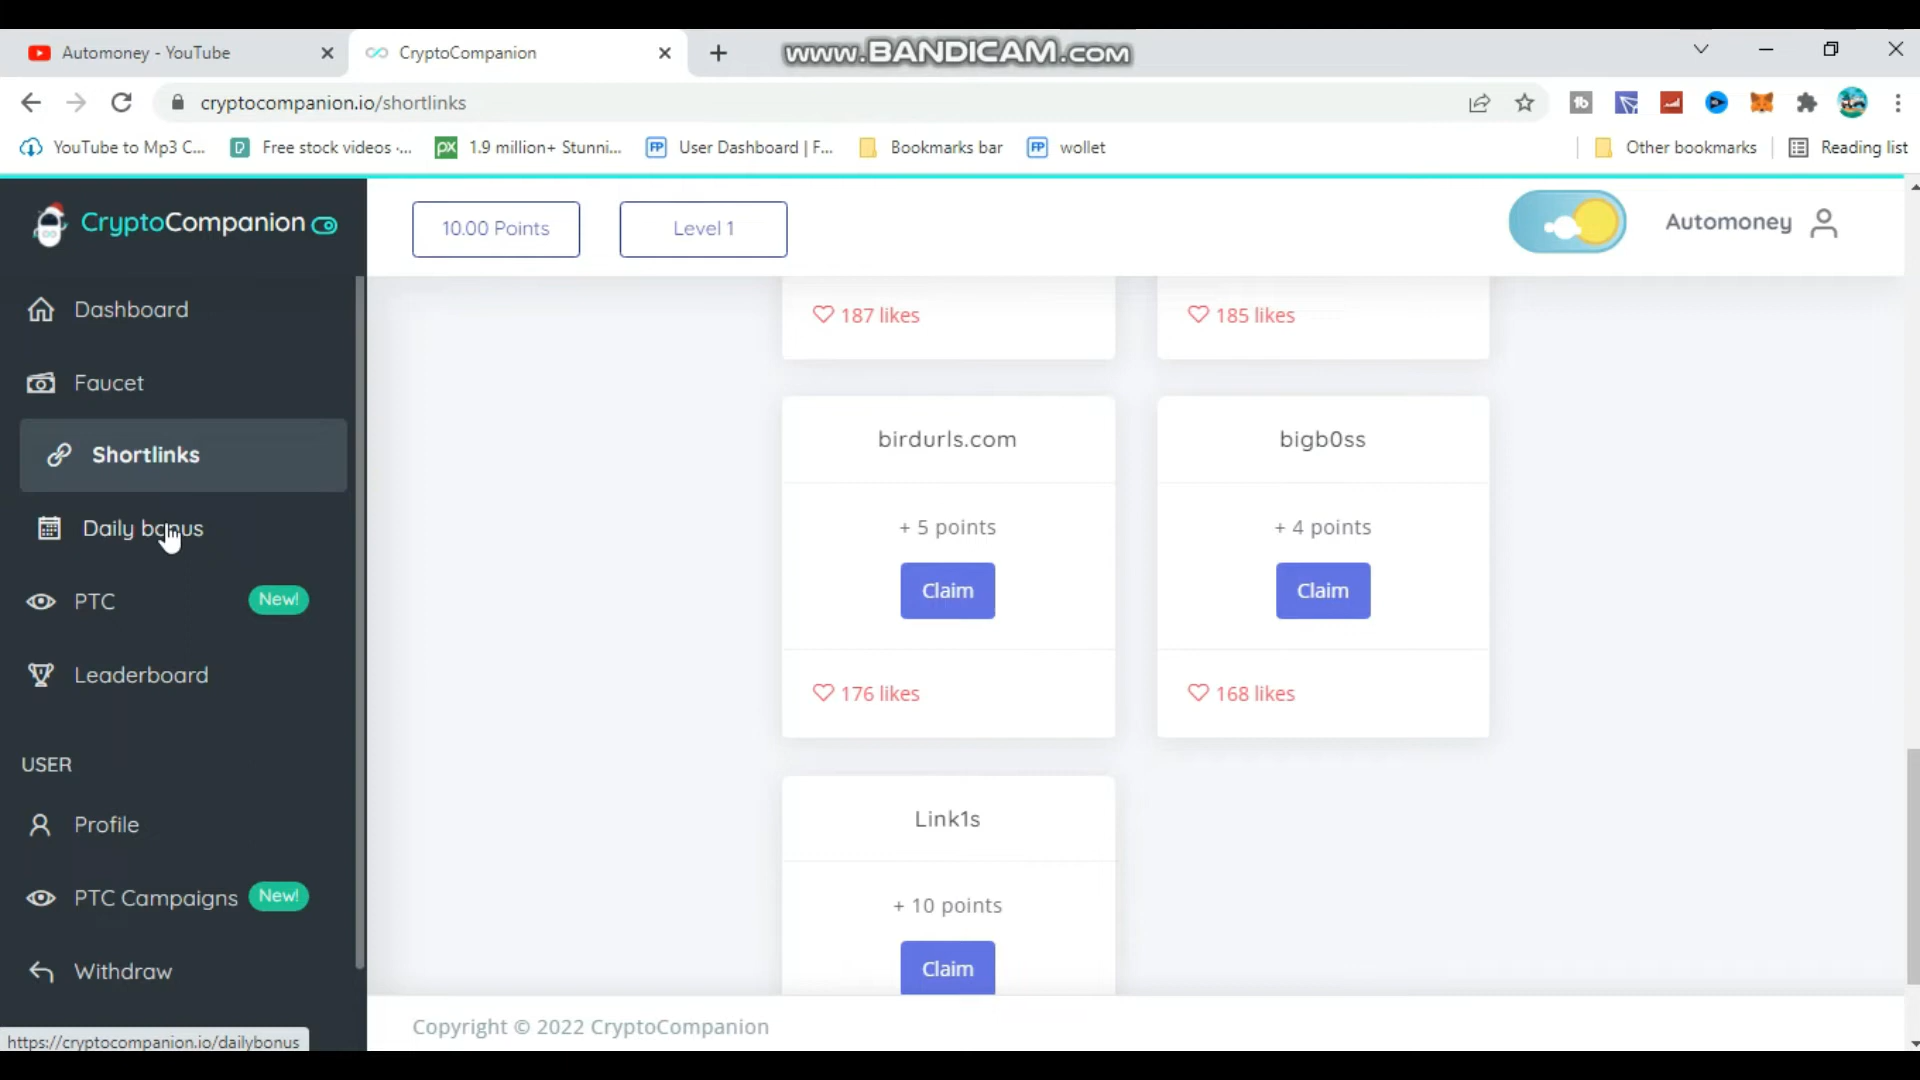 Automoney - YouTube
CryptoCompanion
www.BANDICAM.com
cryptocompanion.io/shortlinks
YouTube to Mp3 C...
Free stock videos ·...
1.9 million+ Stunni...
User Dashboard | F...
Bookmarks bar
wollet
Other bookmarks
Reading list
CryptoCompanion
10.00 Points
Level 1
Automoney
Dashboard
Faucet
Shortlinks
Daily bonus
PTC New!
Leaderboard
USER
Profile
PTC Campaigns New!
Withdraw
https://cryptocompanion.io/dailybonus
187 likes
185 likes
birdurls.com
+ 5 points
Claim
176 likes
bigb0ss
+ 4 points
Claim
168 likes
Link1s
+ 10 points
Claim
Copyright © 2022 CryptoCompanion